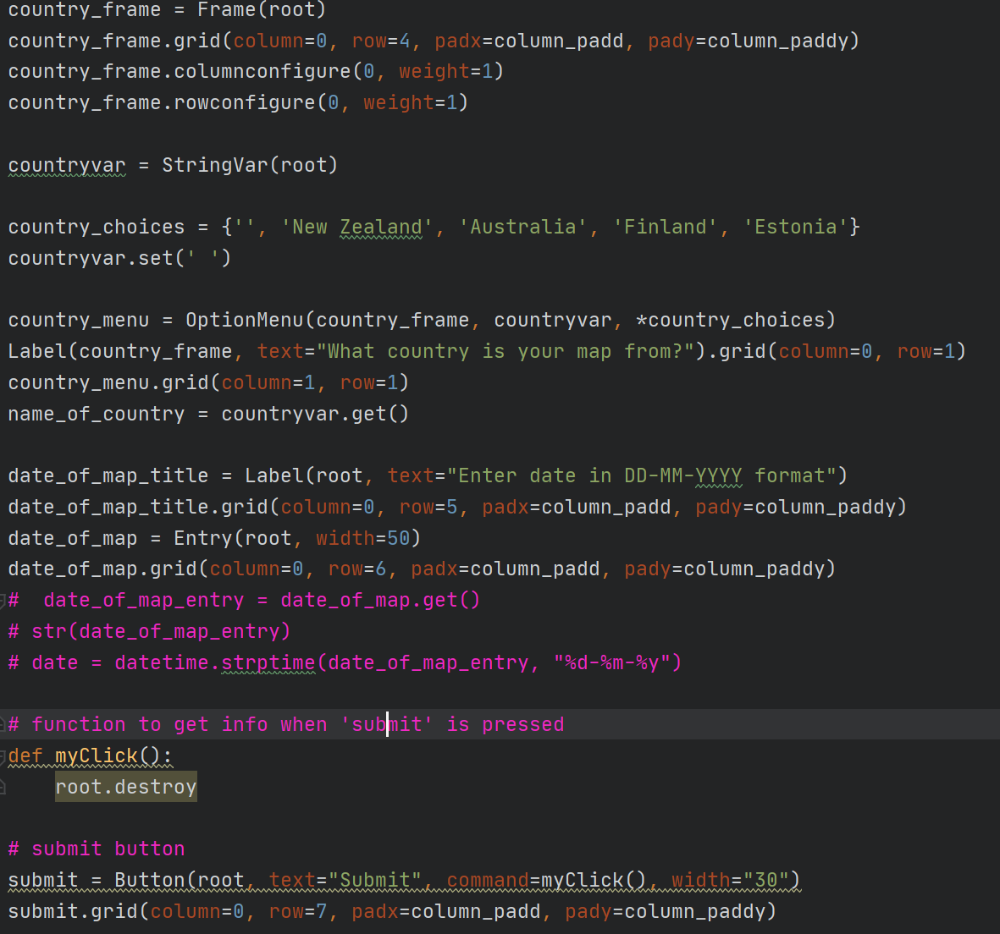 country_frame = Frame(root)
country_frame.grid(column=0, row=4, padx=column_padd, pady=column_paddy)
country_frame.columnconfigure(0, weight=1)
country_frame.rowconfigure(0, weight=1)
countryvar = StringVar(root)
country_choices = {'', 'New Zealand', 'Australia', 'Finland', 'Estonia'}
countryvar.set(' ')
country_menu = OptionMenu(country_frame, countryvar, *country_choices)
Label(country_frame, text="What country is your map from?").grid(column=0, row=1)
country_menu.grid(column=1, row=1)
name_of_country = countryvar.get()
date_of_map_title = Label(root, text="Enter date in DD-MM-YYYY format")
date_of_map_title.grid(column=0, row=5, padx=column_padd, pady=column_paddy)
date_of_map = Entry(root, width=50)
date_of_map.grid(column=0, row=6, padx=column_padd, pady=column_paddy)
#  date_of_map_entry = date_of_map.get()
# str(date_of_map_entry)
# date = datetime.strptime(date_of_map_entry, "%d-%m-%y")
# function to get info when 'submit' is pressed
def myClick():
    root.destroy
# submit button
submit = Button(root, text="Submit", command=myClick(), width="30")
submit.grid(column=0, row=7, padx=column_padd, pady=column_paddy)